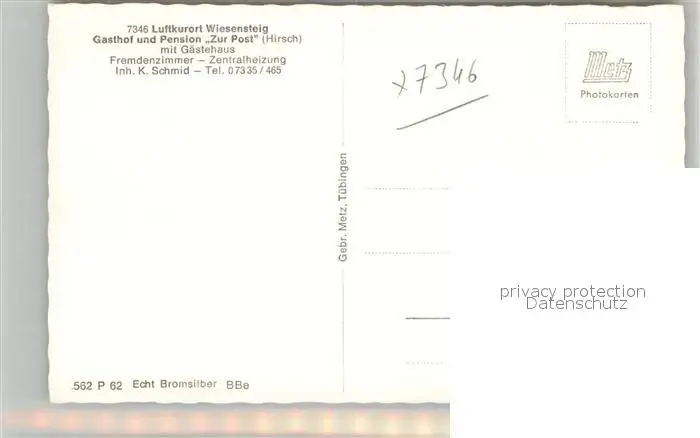 7346 Luftkurort Wiesensteig
Gasthof und Pension „Zur Post" (Hirsch)
mit Gästehaus
Fremdenzimmer – Zentralheizung
Inh. K. Schmid – Tel. 07335/465
x7346
Metz
Photokarten
Gebr. Metz, Tübingen
privacy protection
Datenschutz
.562 P 62 Echt Bromsilber BBe